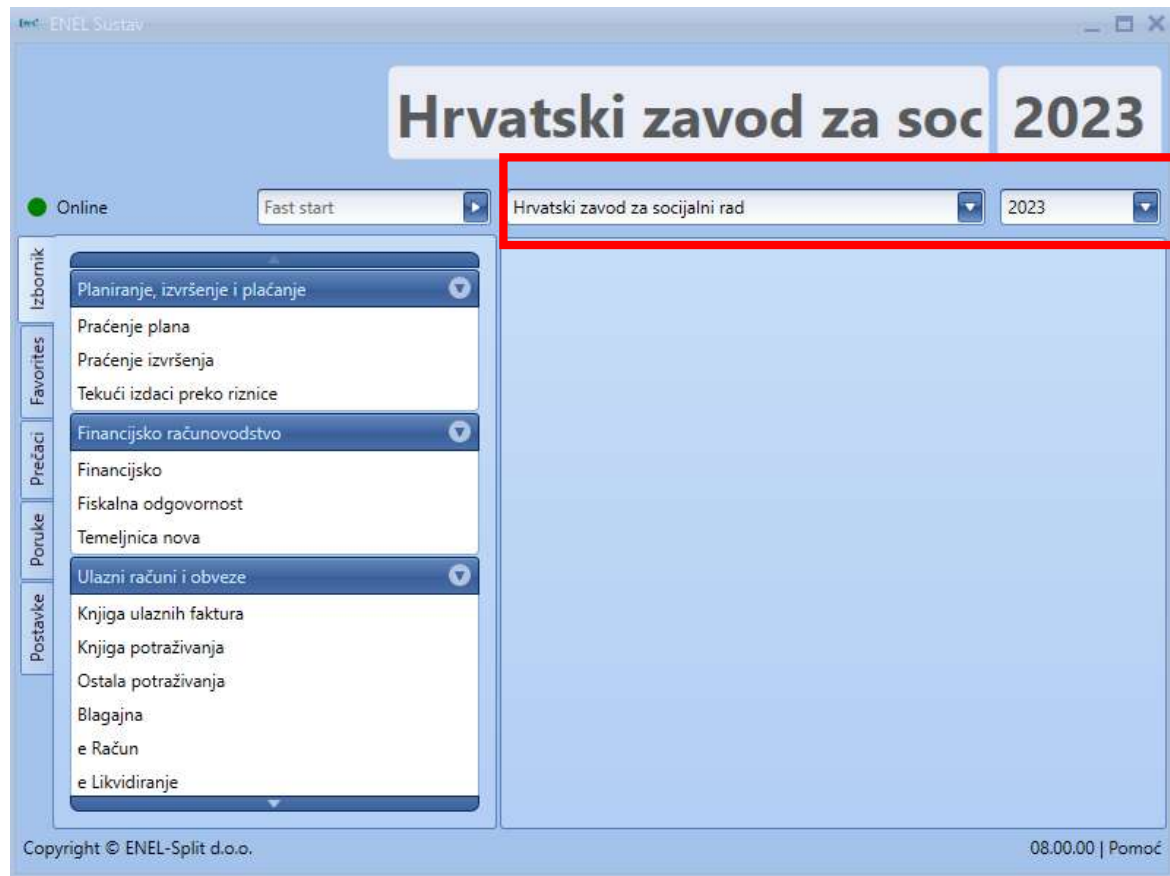 ENEL Sustav
Hrvatski zavod za soc 2023
Online Fast start Hrvatski zavod za socijalni rad 2023
Izbornik
Favorites
Prečaci
Poruke
Postavke
Planiranje, izvršenje i plaćanje
Praćenje plana
Praćenje izvršenja
Tekući izdaci preko riznice
Financijsko računovodstvo
Financijsko
Fiskalna odgovornost
Temeljnica nova
Ulazni računi i obveze
Knjiga ulaznih faktura
Knjiga potraživanja
Ostala potraživanja
Blagajna
e Račun
e Likvidiranje
Copyright © ENEL-Split d.o.o. 08.00.00 | Pomoć